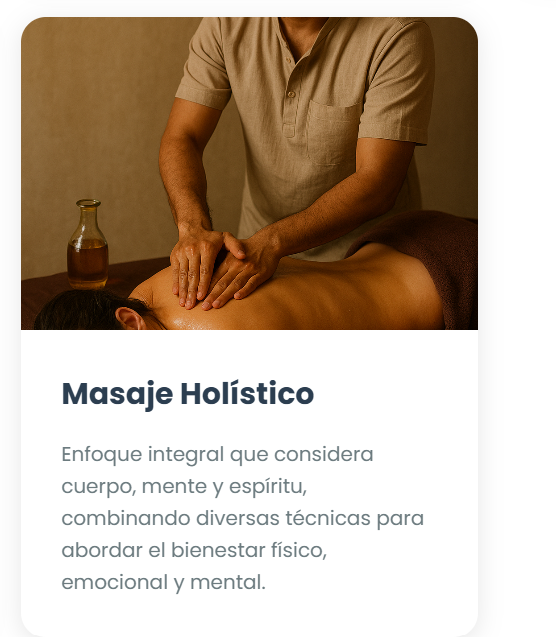 Masaje Holístico
Enfoque integral que considera
cuerpo, mente y espíritu,
combinando diversas técnicas para
abordar el bienestar físico,
emocional y mental.